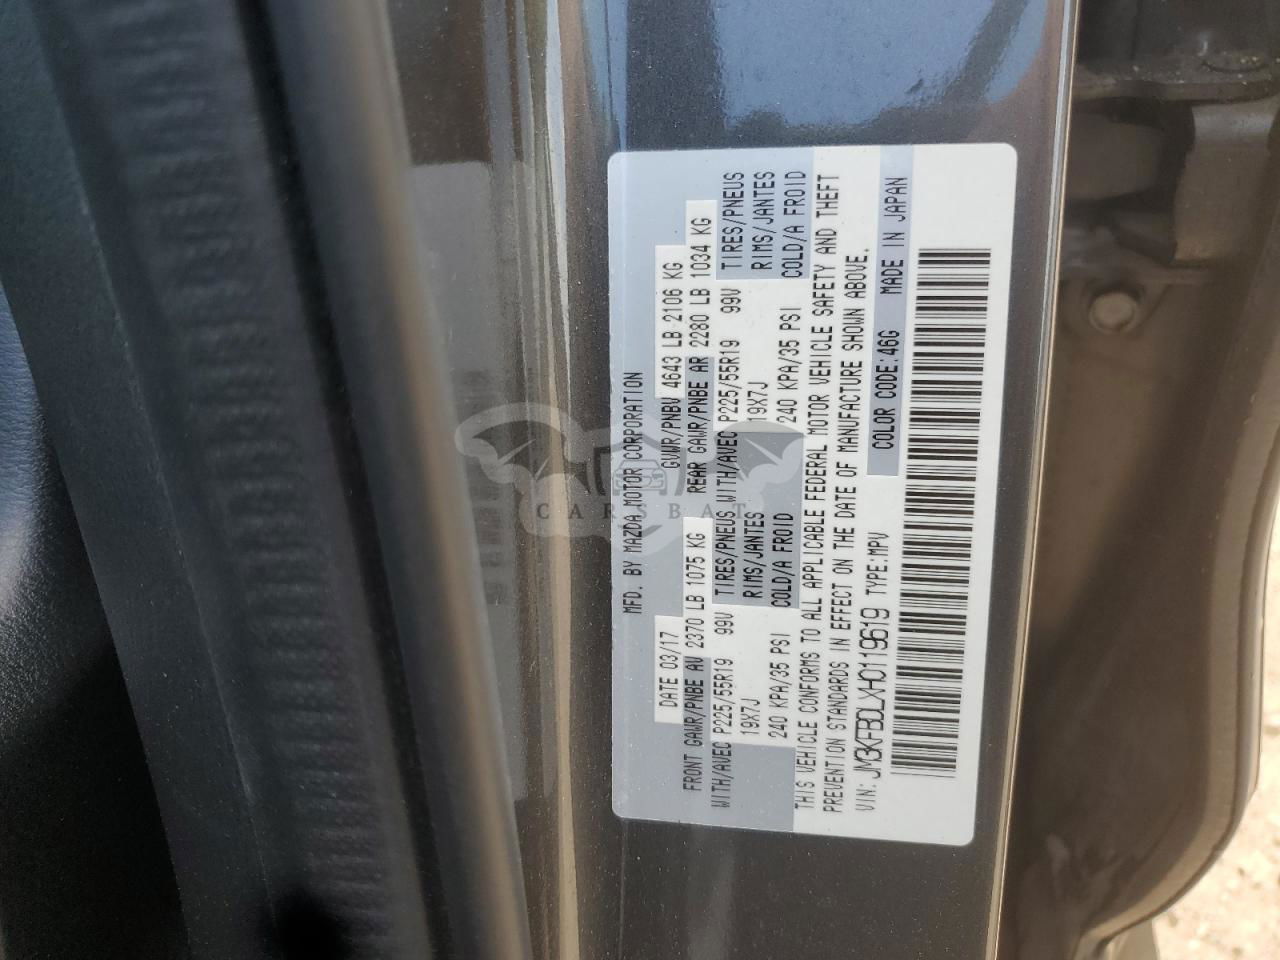 MFD. BY MAZDA MOTOR CORPORATION
DATE 03/17 GVWR/PNBV 4643 LB 2106 KG
FRONT GAWR/PNBE AV 2370 LB 1075 KG REAR GAWR/PNBE AR 2280 LB 1034 KG
WITH/AVEC P225/55R19 99V TIRES/PNEUS WITH/AVEC P225/55R19 99V TIRES/PNEUS
19X7J RIMS/JANTES 19X7J RIMS/JANTES
240 KPA/35 PSI COLD/A FROID 240 KPA/35 PSI COLD/A FROID
THIS VEHICLE CONFORMS TO ALL APPLICABLE FEDERAL MOTOR VEHICLE SAFETY AND THEFT
PREVENTION STANDARDS IN EFFECT ON THE DATE OF MANUFACTURE SHOWN ABOVE.
VIN: JM3KFBDLXH0119619 TYPE:MPV COLOR CODE:46G MADE IN JAPAN
CARSBAT